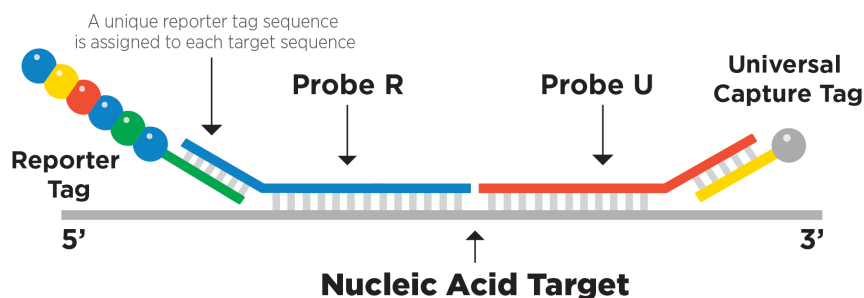 A unique reporter tag sequence
is assigned to each target sequence
Probe R
Probe U
Universal
Capture Tag
Reporter
Tag
5’
3’
Nucleic Acid Target